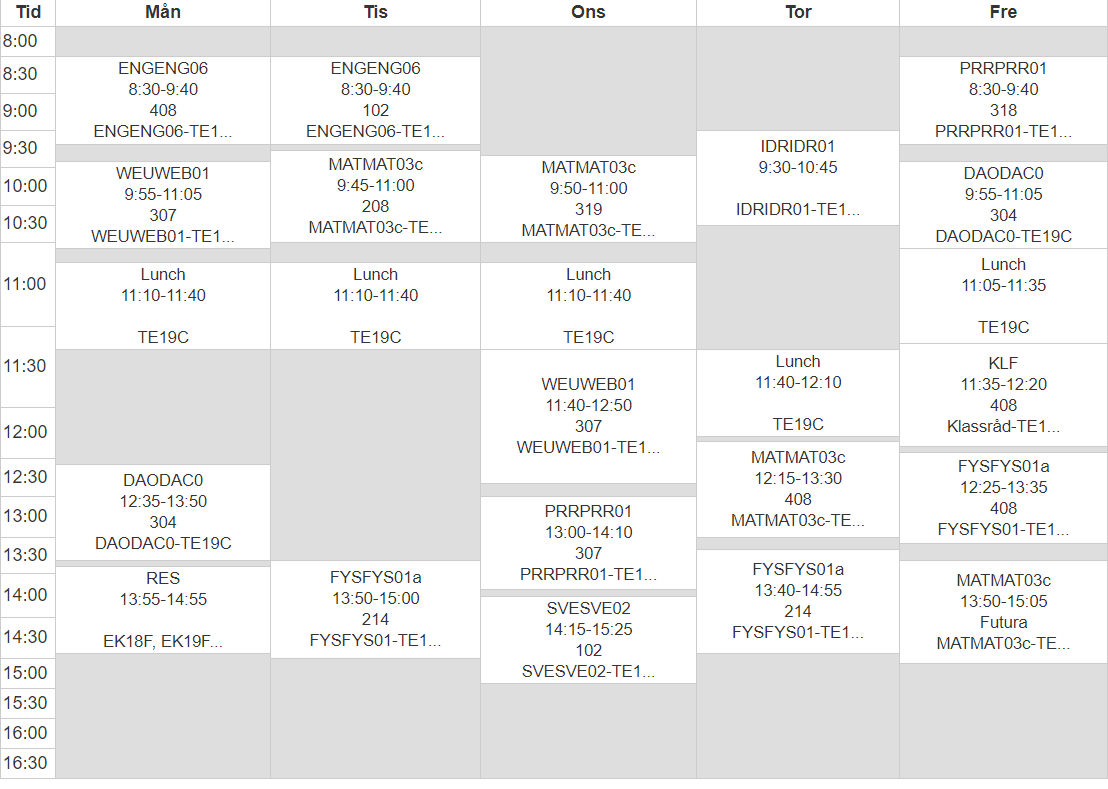 Tid Mån Tis Ons Tor Fre
8:00
8:30
9:00
9:30
10:00
10:30
11:00
11:30
12:00
12:30
13:00
13:30
14:00
14:30
15:00
15:30
16:00
16:30
ENGENG06
8:30-9:40
408
ENGENG06-TE1...
WEUWEB01
9:55-11:05
307
WEUWEB01-TE1...
Lunch
11:10-11:40
TE19C
DAODAC0
12:35-13:50
304
DAODAC0-TE19C
RES
13:55-14:55
EK18F, EK19F...
ENGENG06
8:30-9:40
102
ENGENG06-TE1...
MATMAT03c
9:45-11:00
208
MATMAT03c-TE...
Lunch
11:10-11:40
TE19C
FYSFYS01a
13:50-15:00
214
FYSFYS01-TE1...
MATMAT03c
9:50-11:00
319
MATMAT03c-TE...
Lunch
11:10-11:40
TE19C
WEUWEB01
11:40-12:50
307
WEUWEB01-TE1...
PRRPRR01
13:00-14:10
307
PRRPRR01-TE1...
SVESVE02
14:15-15:25
102
SVESVE02-TE1...
IDRIDR01
9:30-10:45
IDRIDR01-TE1...
Lunch
11:40-12:10
TE19C
MATMAT03c
12:15-13:30
408
MATMAT03c-TE...
FYSFYS01a
13:40-14:55
214
FYSFYS01-TE1...
PRRPRR01
8:30-9:40
318
PRRPRR01-TE1...
DAODAC0
9:55-11:05
304
DAODAC0-TE19C
Lunch
11:05-11:35
TE19C
KLF
11:35-12:20
408
Klassråd-TE1...
FYSFYS01a
12:25-13:35
408
FYSFYS01-TE1...
MATMAT03c
13:50-15:05
Futura
MATMAT03c-TE...